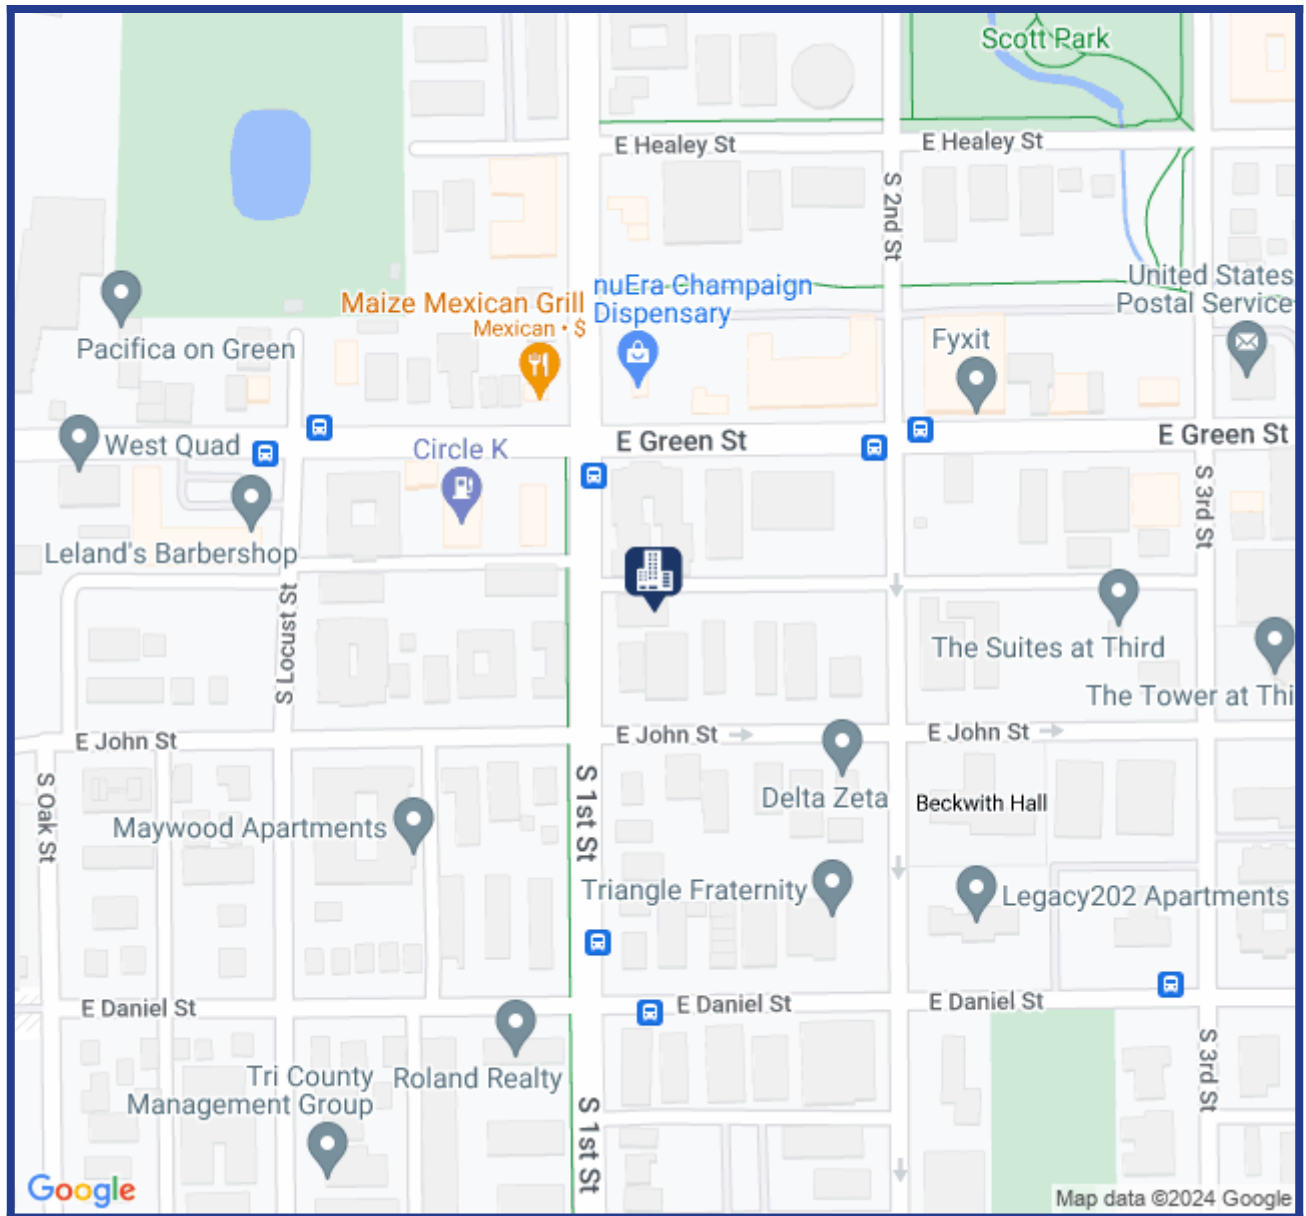 Scott Park
E Healey St
E Healey St
S 2nd St
United States
Postal Service
nuEra Champaign
Dispensary
Maize Mexican Grill
Mexican • $
Pacifica on Green
Fyxit
West Quad
Circle K
E Green St
E Green St
S 3rd St
Leland's Barbershop
S Locust St
The Suites at Third
The Tower at Thi
E John St
E John St
E John St
S Oak St
S 1st St
Delta Zeta
Beckwith Hall
Maywood Apartments
Triangle Fraternity
Legacy202 Apartments
E Daniel St
E Daniel St
E Daniel St
S 3rd St
Tri County
Management Group
Roland Realty
S 1st St
Google
Map data ©2024 Google